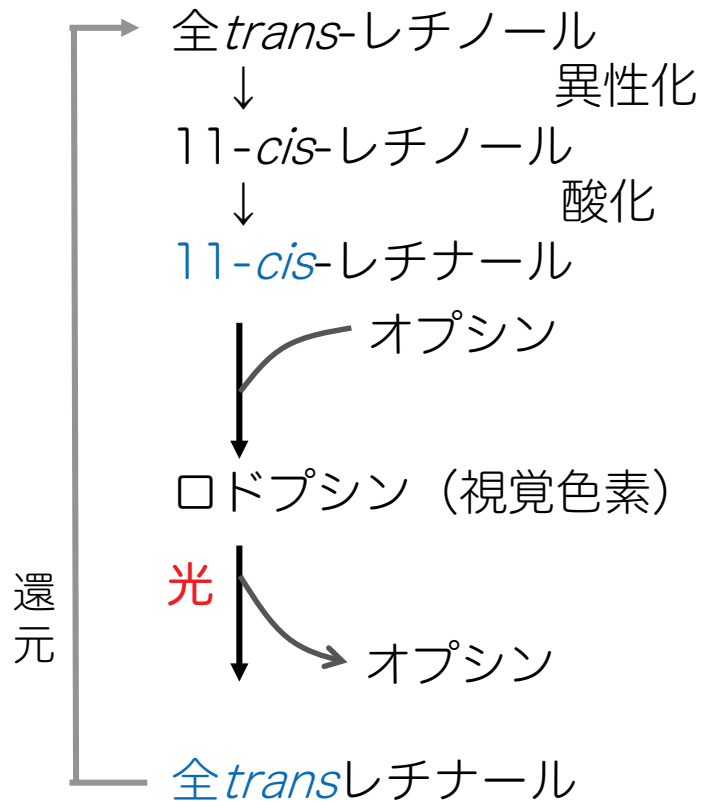 全trans-レチノール
↓ 異性化
11-cis-レチノール
↓ 酸化
11-cis-レチナール
オプシン
ロドプシン（視覚色素）
光
オプシン
還元
全transレチナール